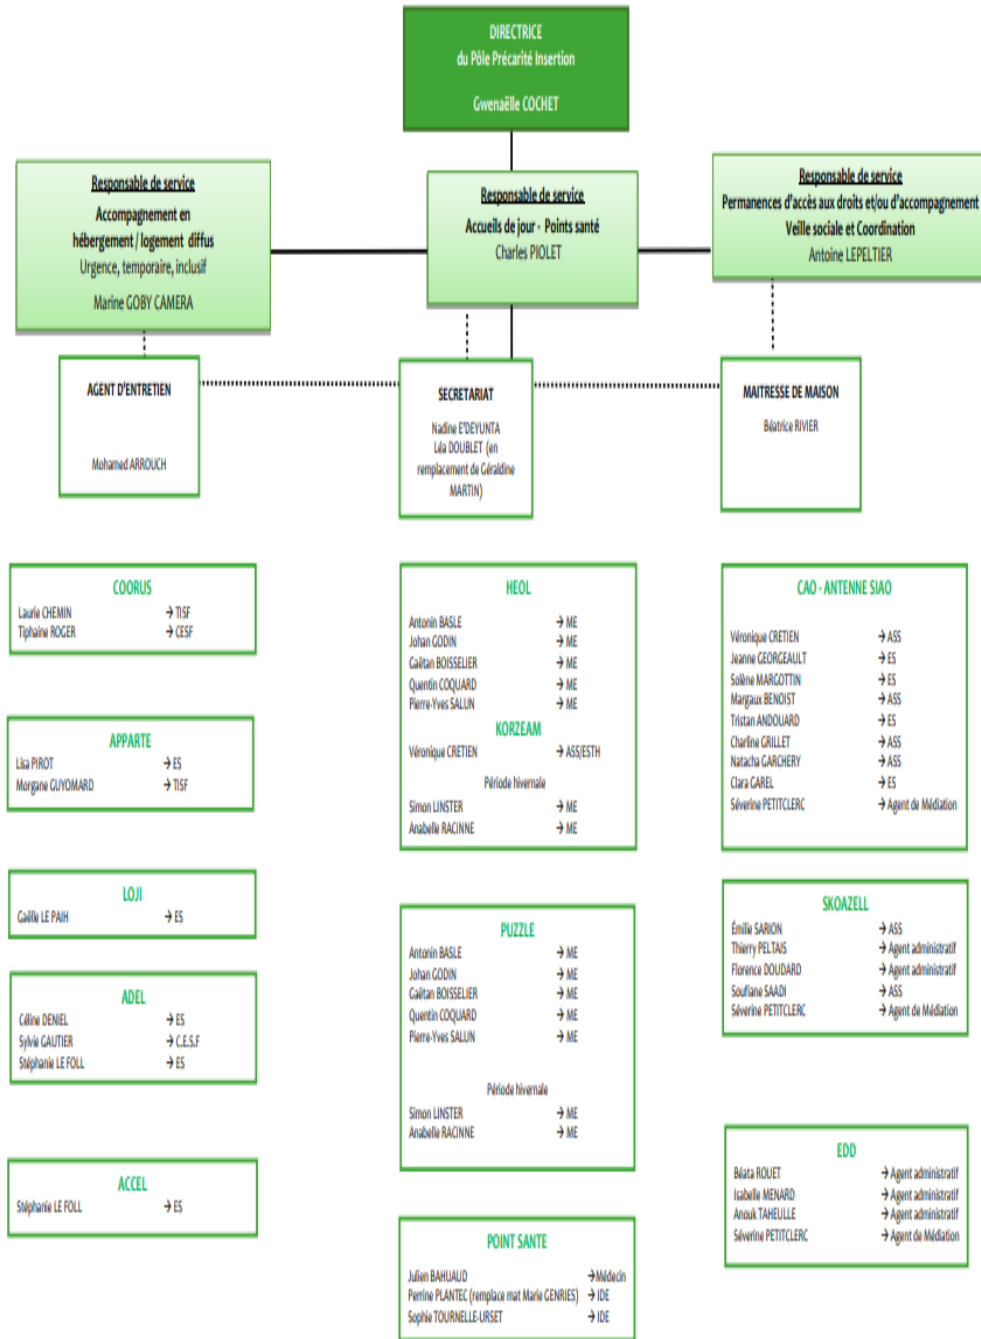 DIRECTRICE
du Pôle Précarité Insertion
Gwenaëlle COCHET
Responsable de service
Accompagnement en
hébergement / logement diffus
Urgence, temporaire, inclusif
Marine GOBY CAMERA
Responsable de service
Accueils de jour - Points santé
Charles PIOLET
Responsable de service
Permanences d'accès aux droits et/ou d'accompagnement
Veille sociale et Coordination
Antoine LEPELTIER
AGENT D'ENTRETIEN
Mohamed ARROUCH
SECRETARIAT
Nadine E'DEYUNTA
Léa DOUBLET (en
remplacement de Géraldine
MARTIN)
MAITRESSE DE MAISON
Béatrice RIVIER
COORUS
Laurie CHEMIN → TISF
Tiphaine ROGER → CESF
APPARTE
Lisa PIROT → ES
Morgane GUYOMARD → TISF
LOJI
Gaëlle LE PAIH → ES
ADEL
Céline DENIEL → ES
Sylvie GAUTIER → C.E.S.F
Stéphanie LE FOLL → ES
ACCEL
Stéphanie LE FOLL → ES
HEOL
Antonin BASLE → ME
Johan GODIN → ME
Gaëtan BOISSELIER → ME
Quentin COQUARD → ME
Pierre-Yves SALUN → ME
KORZEAM
Véronique CRETIEN → ASS/ESTH
Période hivernale
Simon LINSTER → ME
Anabelle RACINNE → ME
PUZZLE
Antonin BASLE → ME
Johan GODIN → ME
Gaëtan BOISSELIER → ME
Quentin COQUARD → ME
Pierre-Yves SALUN → ME
Période hivernale
Simon LINSTER → ME
Anabelle RACINNE → ME
POINT SANTE
Julien BAHUAUD → Médecin
Perrine PLANTEC (remplace mat Marie GENRIES) → IDE
Sophie TOURNELLE-URSET → IDE
CAO - ANTENNE SIAO
Véronique CRETIEN → ASS
Jeanne GEORGEAULT → ES
Solène MARGOTTIN → ES
Margaux BENOIST → ASS
Tristan ANDOUARD → ES
Charline GRILLET → ASS
Natacha GARCHERY → ASS
Clara GAREL → ES
Séverine PETITCLERC → Agent de Médiation
SKOAZELL
Émilie SARION → ASS
Thierry PELTAIS → Agent administratif
Florence DOUDARD → Agent administratif
Soufiane SAADI → ASS
Séverine PETITCLERC → Agent de Médiation
EDD
Béata ROUET → Agent administratif
Isabelle MENARD → Agent administratif
Anouk TAHEULLE → Agent administratif
Séverine PETITCLERC → Agent de Médiation